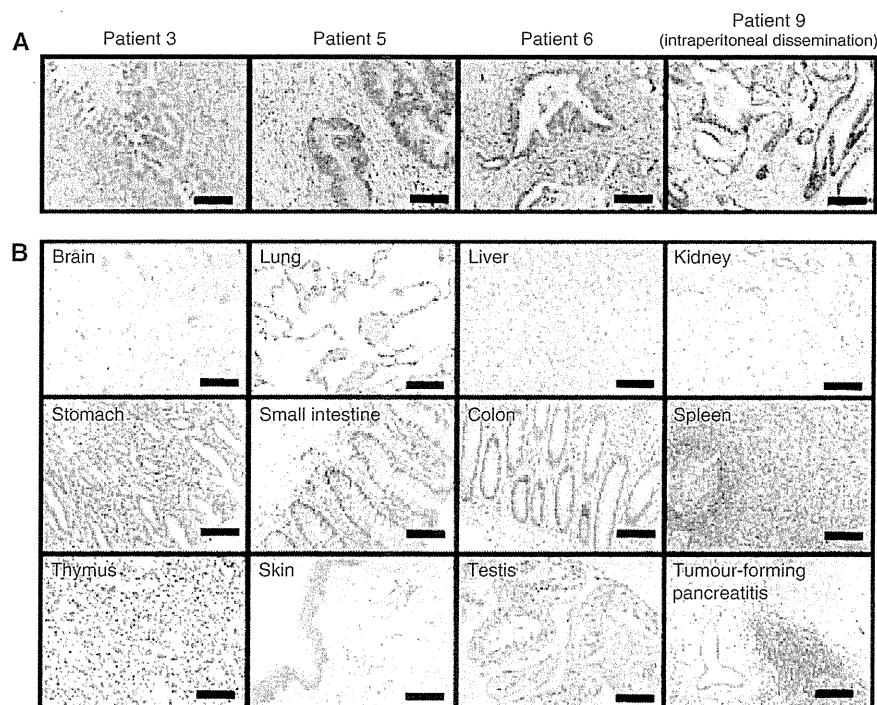 A
Patient 3
Patient 5
Patient 6
Patient 9
(intraperitoneal dissemination)
B
Brain
Lung
Liver
Kidney
Stomach
Small intestine
Colon
Spleen
Thymus
Skin
Testis
Tumour-forming
pancreatitis